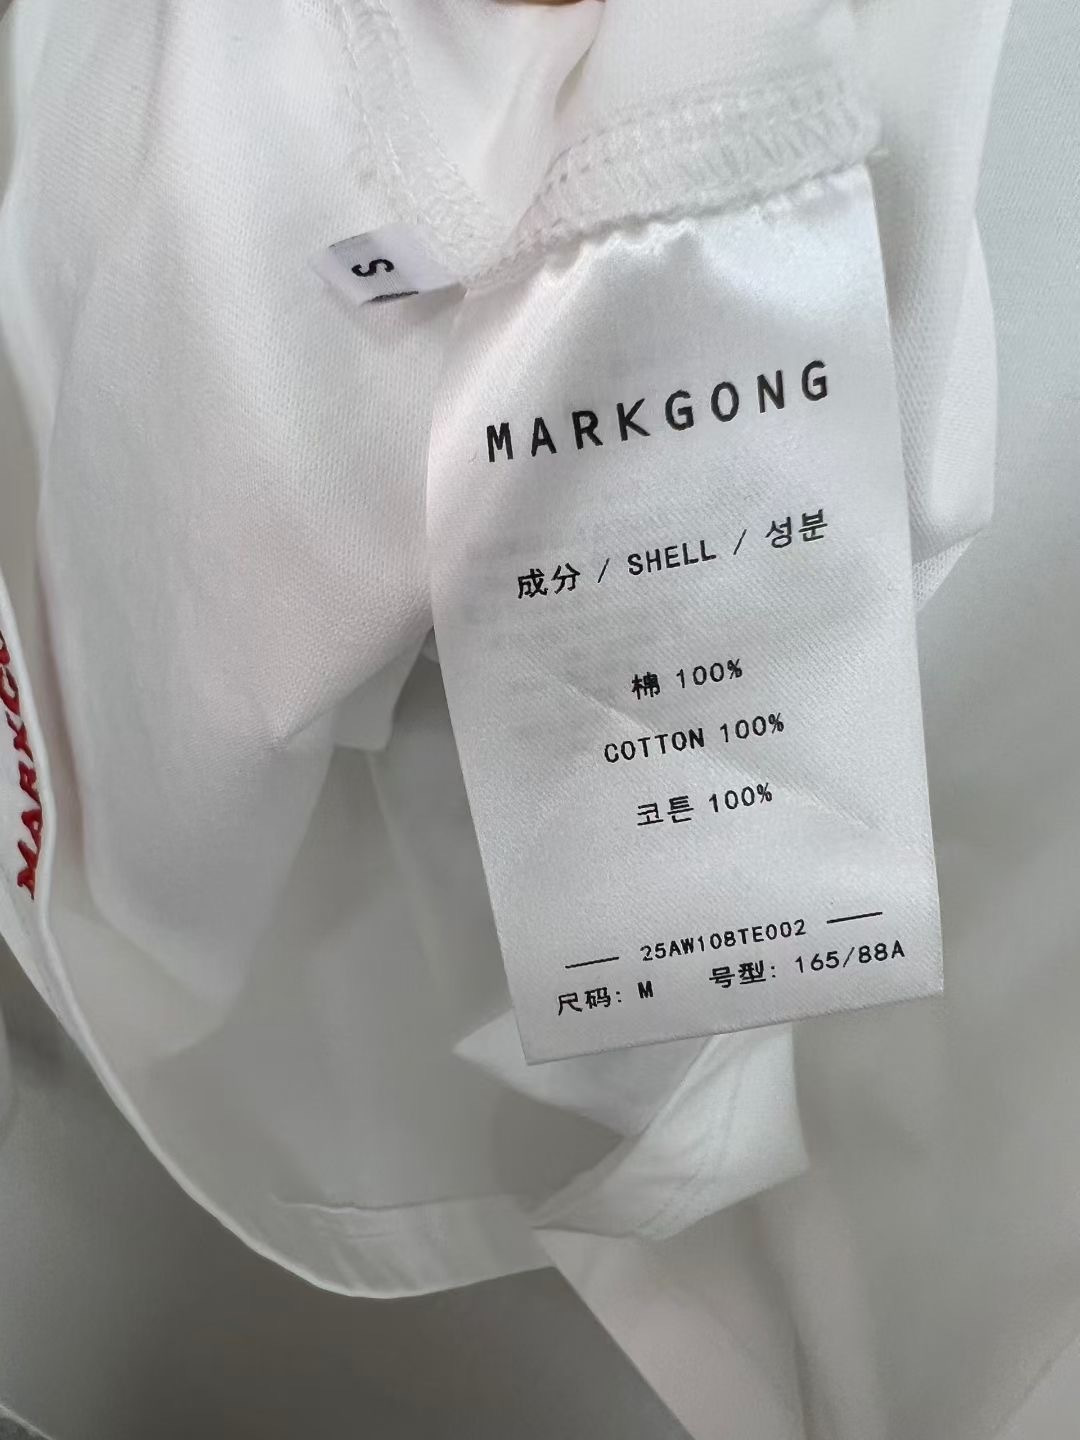 S
MARKGONG
成分 / SHELL / 성분
棉 100%
COTTON 100%
코튼 100%
25AW108TE002
尺码: M 号型: 165/88A